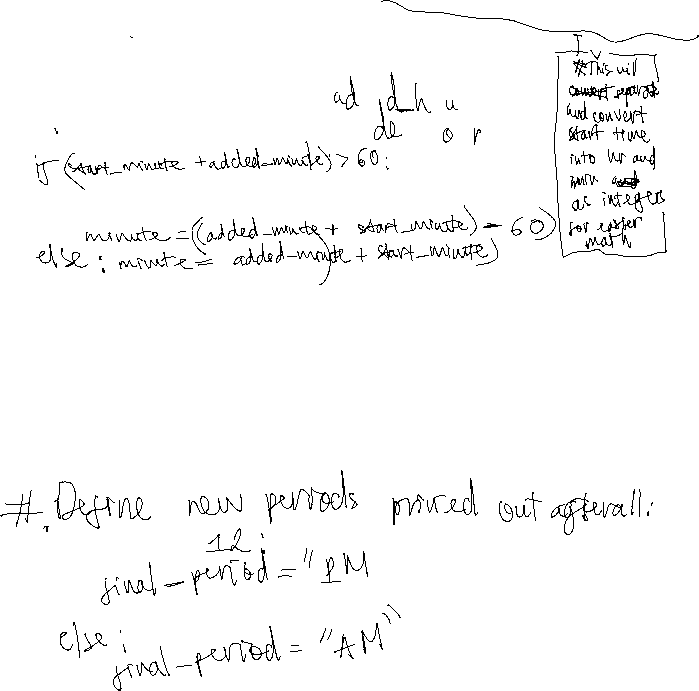 ad d h u
de o r
if (start_minute + added_minute) > 60:
minute = ((added_minute + start_minute) - 60)
else: minute = added_minute + start_minute)
I
#This will
convert separate
and convert
start time
into hr and
min and
as integers
for easier
math
# Define new periods out afterall:
12:
final_period = "PM
else:
final_period = "AM"